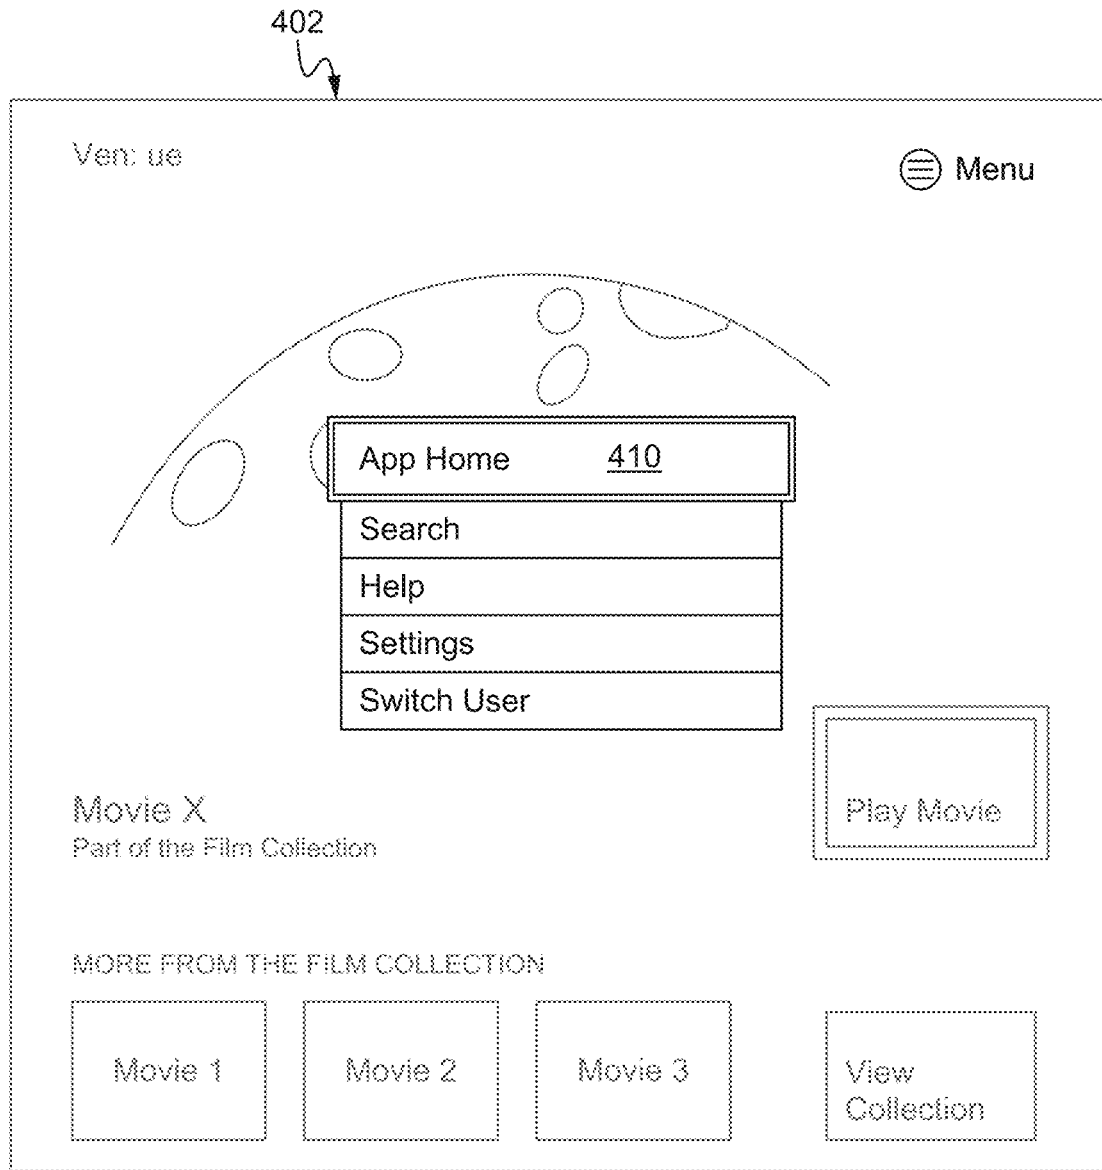 402
Ven: ue
Menu
App Home 410
Search
Help
Settings
Switch User
Movie X
Part of the Film Collection
Play Movie
MORE FROM THE FILM COLLECTION
Movie 1
Movie 2
Movie 3
View
Collection